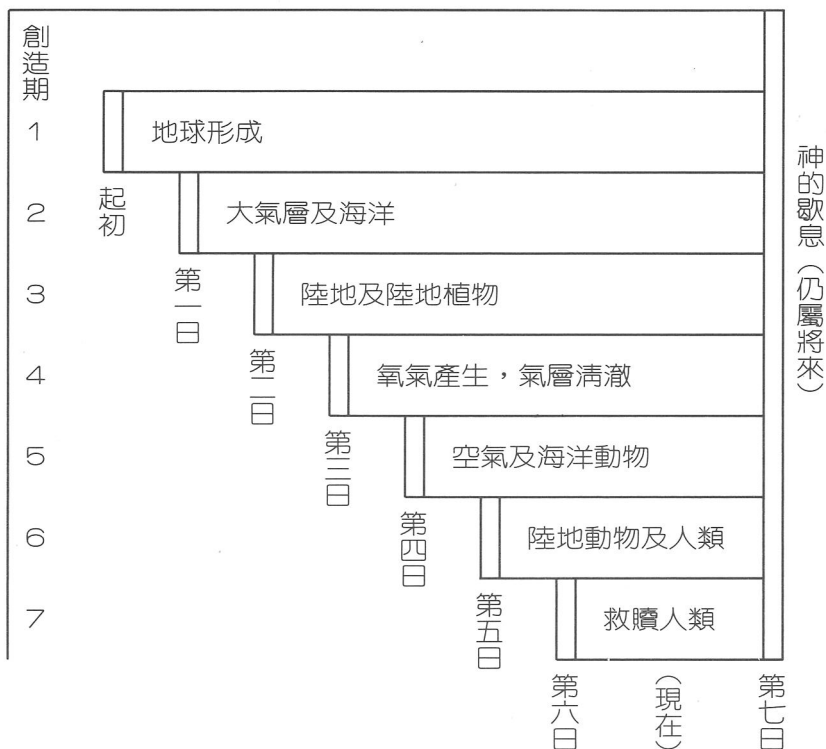 創造期
1
地球形成
起初
2
大氣層及海洋
第一日
3
陸地及陸地植物
第二日
4
氧氣產生，氣層清澈
第三日
5
空氣及海洋動物
第四日
6
陸地動物及人類
第五日
7
救贖人類
第六日
（現在）
第七日
神的歇息（仍屬將來）